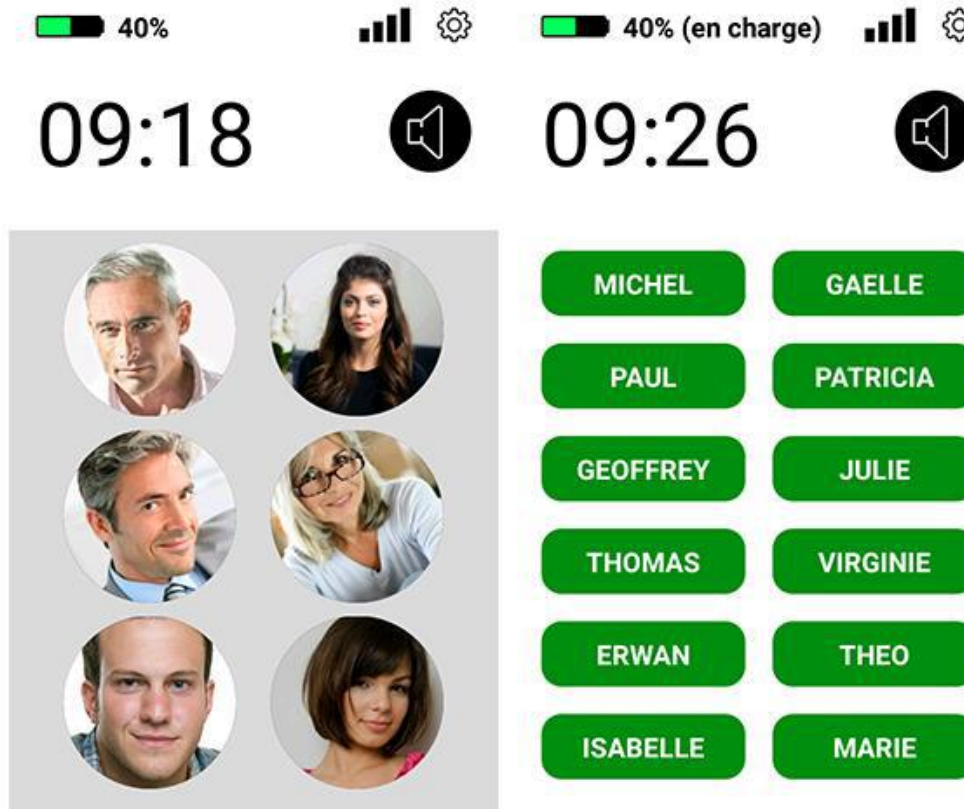 40%
09:18
40% (en charge)
09:26
MICHEL
GAELLE
PAUL
PATRICIA
GEOFFREY
JULIE
THOMAS
VIRGINIE
ERWAN
THEO
ISABELLE
MARIE